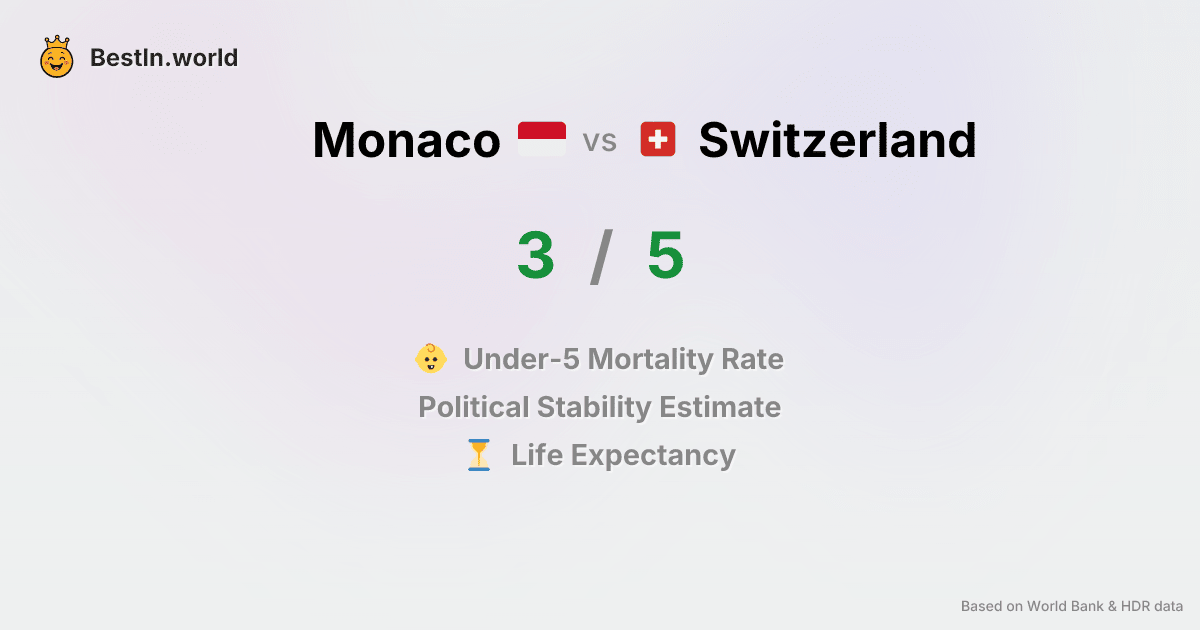 BestIn.world
Monaco vs Switzerland
3 / 5
Under-5 Mortality Rate
Political Stability Estimate
Life Expectancy
Based on World Bank & HDR data